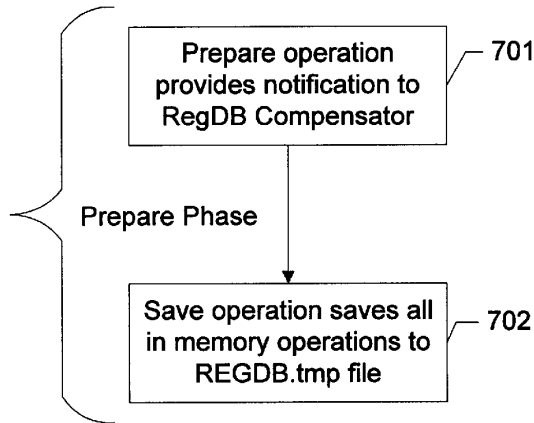 Prepare operation
provides notification to
RegDB Compensator
701
Prepare Phase
Save operation saves all
in memory operations to
REGDB.tmp file
702